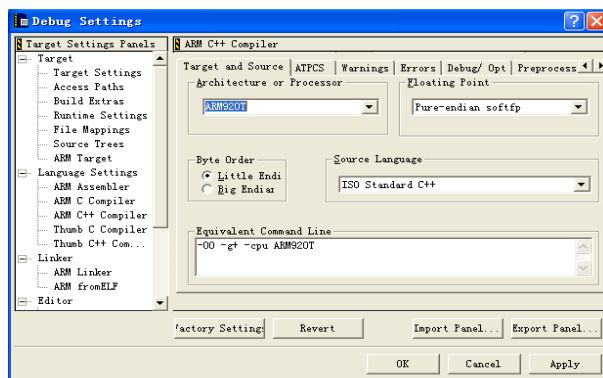 Debug Settings
Target Settings Panels
Target
Target Settings
Access Paths
Build Extras
Runtime Settings
File Mappings
Source Trees
ARM Target
Language Settings
ARM Assembler
ARM C Compiler
ARM C++ Compiler
Thumb C Compiler
Thumb C++ Com...
Linker
ARM Linker
ARM fromELF
Editor
ARM C++ Compiler
Target and Source ATPCS Warnings Errors Debug/ Opt Preprocess
Architecture or Processor
ARM920T
Floating Point
Pure-endian softfp
Byte Order
Little Endi
Big Endiar
Source Language
ISO Standard C++
Equivalent Command Line
-O0 -g+ -cpu ARM920T
Factory Setting
Revert
Import Panel...
Export Panel...
OK
Cancel
Apply